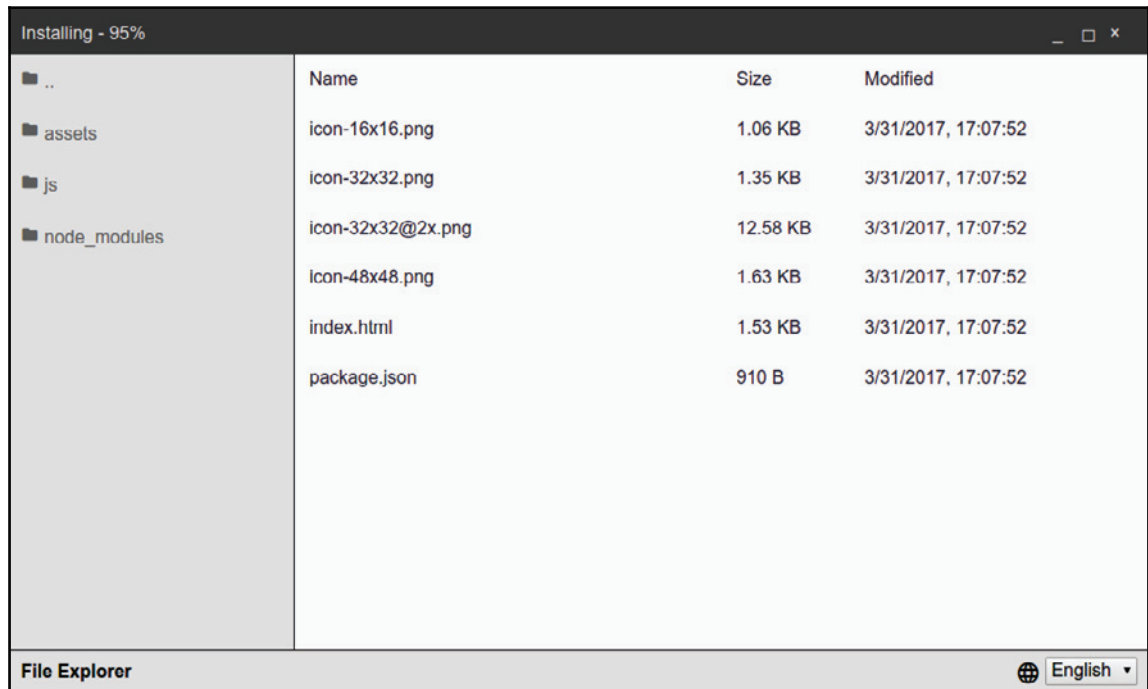 Installing - 95%
..
assets
js
node_modules
Name Size Modified
icon-16x16.png 1.06 KB 3/31/2017, 17:07:52
icon-32x32.png 1.35 KB 3/31/2017, 17:07:52
icon-32x32@2x.png 12.58 KB 3/31/2017, 17:07:52
icon-48x48.png 1.63 KB 3/31/2017, 17:07:52
index.html 1.53 KB 3/31/2017, 17:07:52
package.json 910 B 3/31/2017, 17:07:52
File Explorer English